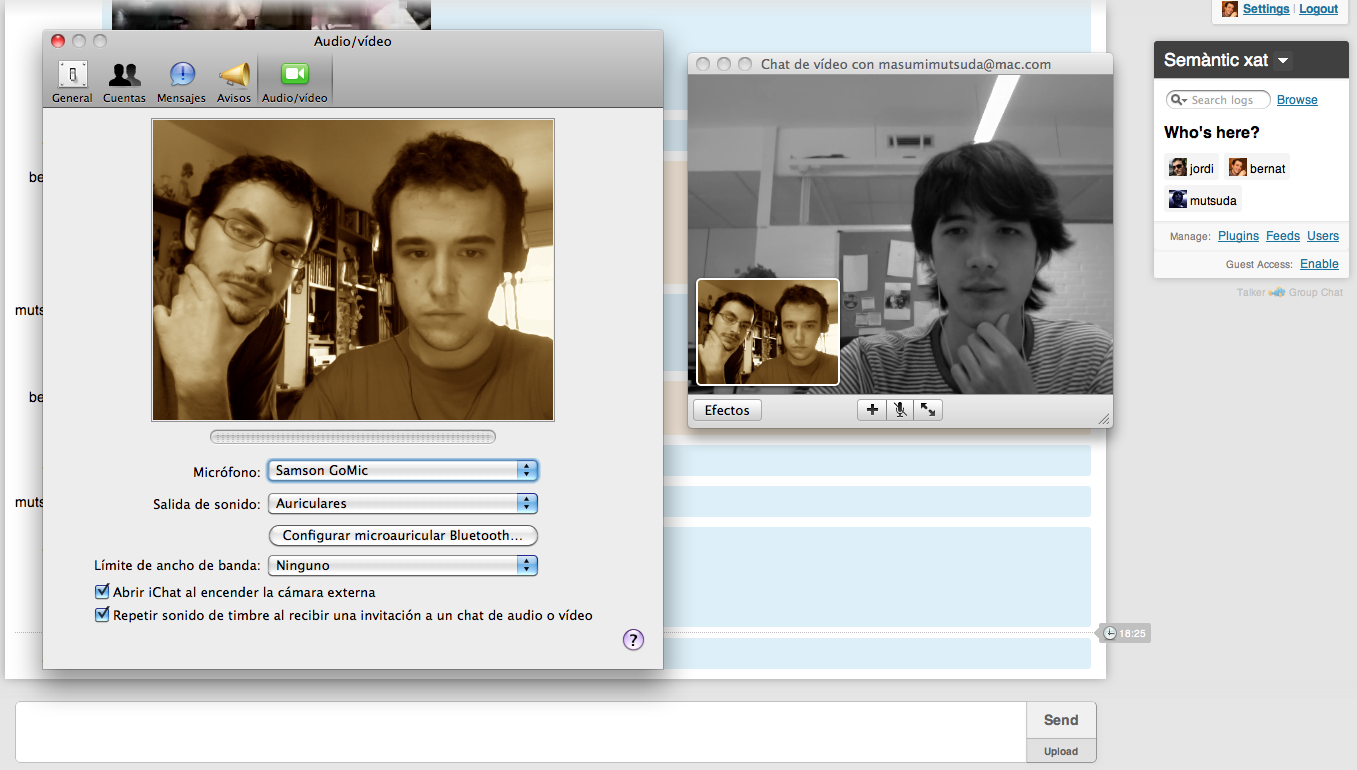 Settings | Logout
Audio/vídeo
General Cuentas Mensajes Avisos Audio/vídeo
Chat de vídeo con masumimutsuda@mac.com
Semàntic xat
Search logs Browse
Who's here?
jordi bernat
mutsuda
Manage: Plugins Feeds Users
Guest Access: Enable
Talker Group Chat
be
muts
be
muts
Efectos
Micrófono: Samson GoMic
Salida de sonido: Auriculares
Configurar microauricular Bluetooth...
Límite de ancho de banda: Ninguno
Abrir iChat al encender la cámara externa
Repetir sonido de timbre al recibir una invitación a un chat de audio o vídeo
?
18:25
Send
Upload